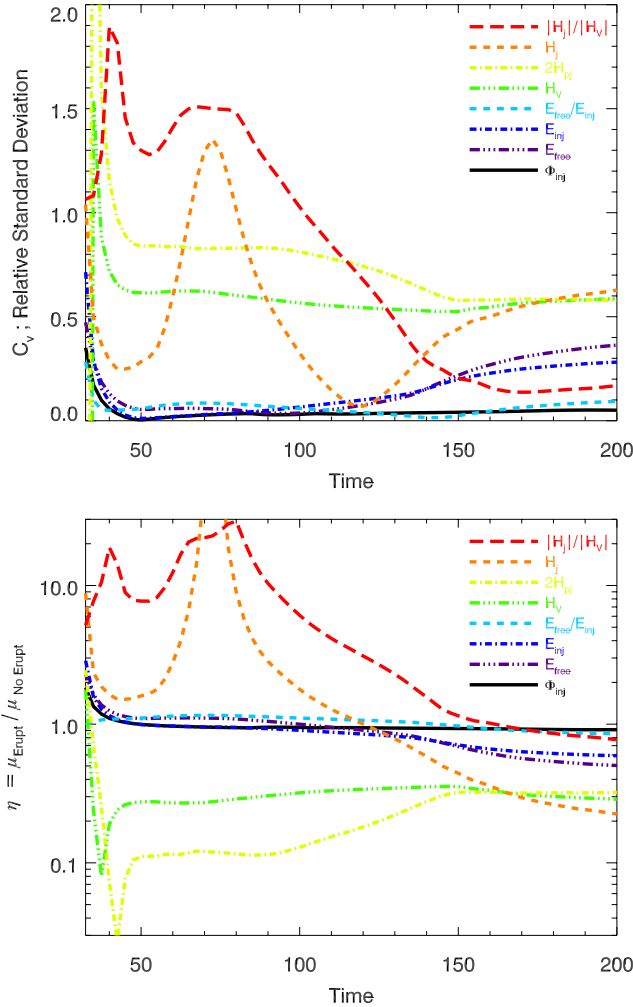 2.0
1.5
1.0
0.5
0.0
C_v ; Relative Standard Deviation
|H_j|/|H_V|
H_j
2H_pj
H_V
E_free/E_inj
E_inj
E_free
Φ_inj
50 100 150 200
Time
10.0
1.0
0.1
η = μ_Erupt / μ_No Erupt
|H_j|/|H_V|
H_j
2H_pj
H_V
E_free/E_inj
E_inj
E_free
Φ_inj
50 100 150 200
Time